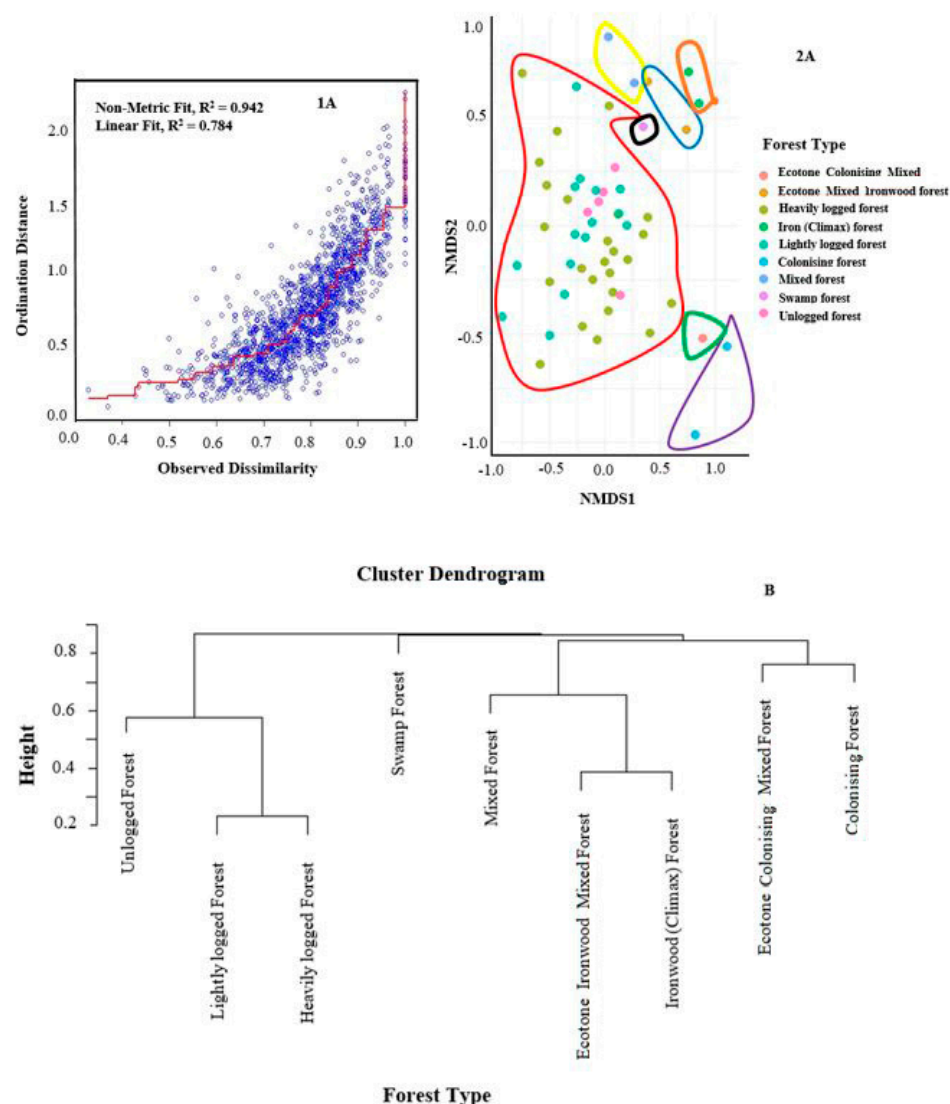 Non-Metric Fit, R² = 0.942
Linear Fit, R² = 0.784
1A
2.0
1.5
1.0
0.5
0.0
0.0
0.4
0.5
0.6
0.7
0.8
0.9
1.0
Ordination Distance
Observed Dissimilarity
2A
1.0
0.5
0.0
-0.5
-1.0
-1.0
-0.5
0.0
0.5
1.0
NMDS2
NMDS1
Forest Type
Ecotone Colonising Mixed
Ecotone Mixed Ironwood forest
Heavily logged forest
Iron (Climax) forest
Lightly logged forest
Colonising forest
Mixed forest
Swamp forest
Unlogged forest
Cluster Dendrogram
B
0.8
0.6
0.4
0.2
Height
Unlogged Forest
Lightly logged Forest
Heavily logged Forest
Swamp Forest
Mixed Forest
Ecotone Ironwood Mixed Forest
Ironwood (Climax) Forest
Ecotone Colonising Mixed Forest
Colonising Forest
Forest Type